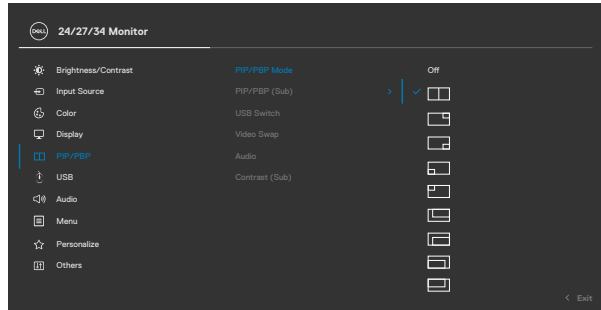 DELL 24/27/34 Monitor
Brightness/Contrast PIP/PBP Mode Off
Input Source PIP/PBP (Sub)
Color USB Switch
Display Video Swap
PIP/PBP Audio
USB Contrast (Sub)
Audio
Menu
Personalize
Others
Exit